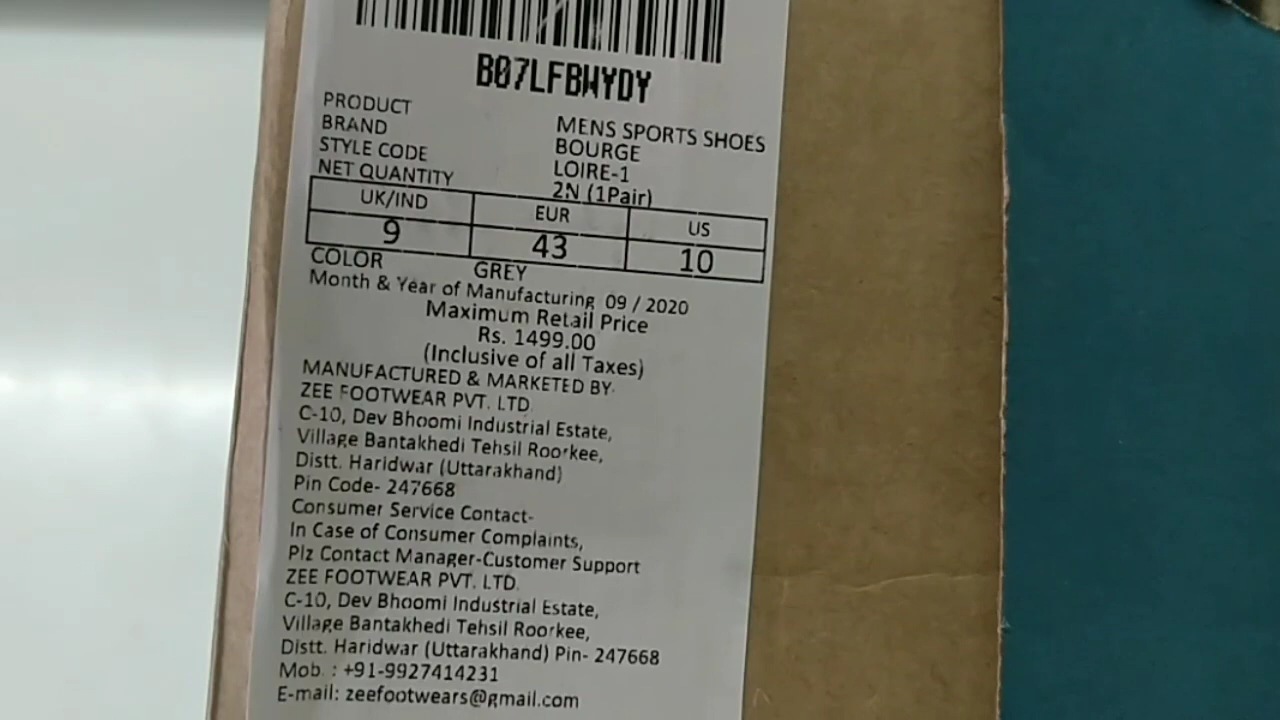 B07LFBWYDY
PRODUCT MENS SPORTS SHOES
BRAND BOURGE
STYLE CODE LOIRE-1
NET QUANTITY 2N (1Pair)
UK/IND EUR US
9 43 10
COLOR GREY
Month & Year of Manufacturing 09 / 2020
Maximum Retail Price
Rs. 1499.00
(Inclusive of all Taxes)
MANUFACTURED & MARKETED BY-
ZEE FOOTWEAR PVT. LTD.
C-10, Dev Bhoomi Industrial Estate,
Village Bantakhedi Tehsil Roorkee,
Distt. Haridwar (Uttarakhand)
Pin Code- 247668
Consumer Service Contact-
In Case of Consumer Complaints,
Plz Contact Manager-Customer Support
ZEE FOOTWEAR PVT. LTD.
C-10, Dev Bhoomi Industrial Estate,
Village Bantakhedi Tehsil Roorkee,
Distt. Haridwar (Uttarakhand) Pin- 247668
Mob. : +91-9927414231
E-mail: zeefootwears@gmail.com